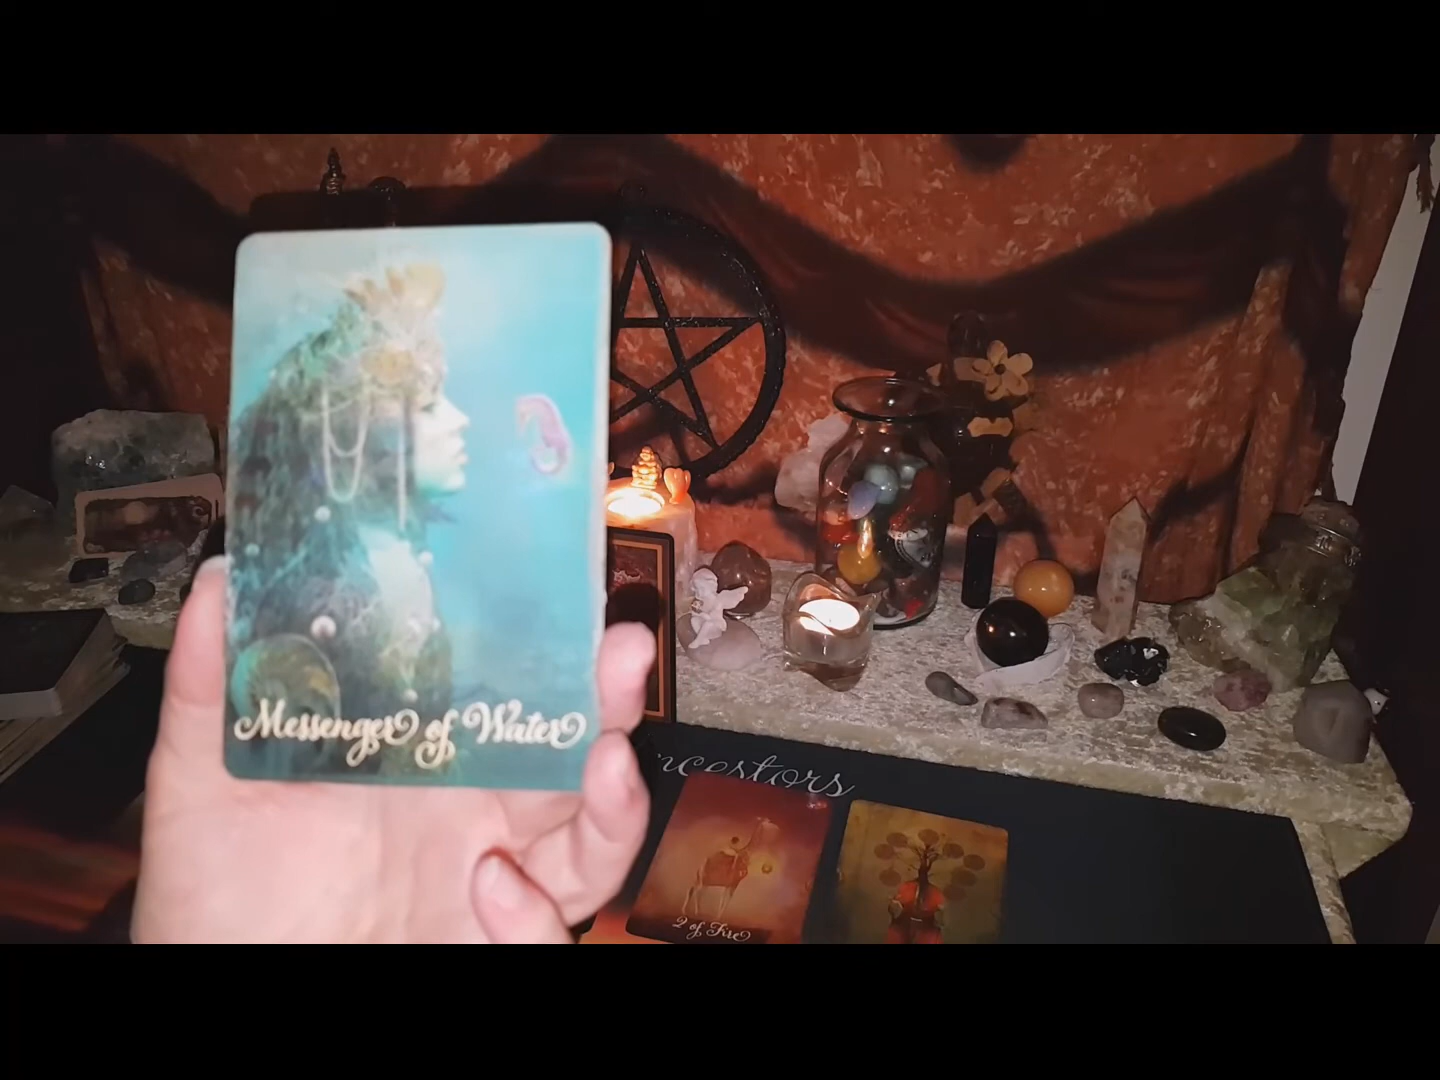 Messenger of Water
ncestors
2 of Fire